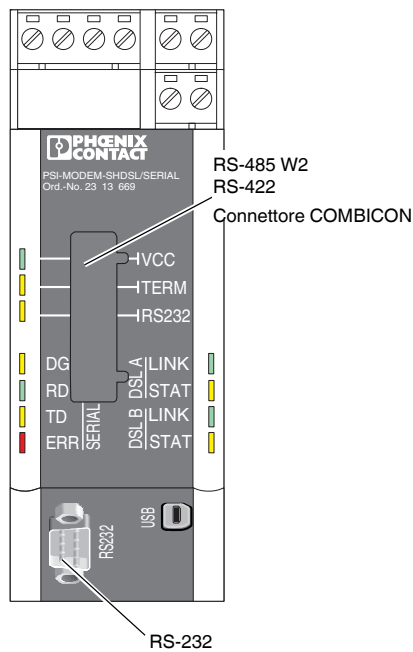 PHŒNIX
CONTACT
PSI-MODEM-SHDSL/SERIAL
Ord.-No. 23 13 669
RS-485 W2
RS-422
Connettore COMBICON
VCC
TERM
RS232
DG
RD
TD
ERR
SERIAL
DSL A
LINK
STAT
DSL B
LINK
STAT
RS232
USB
RS-232